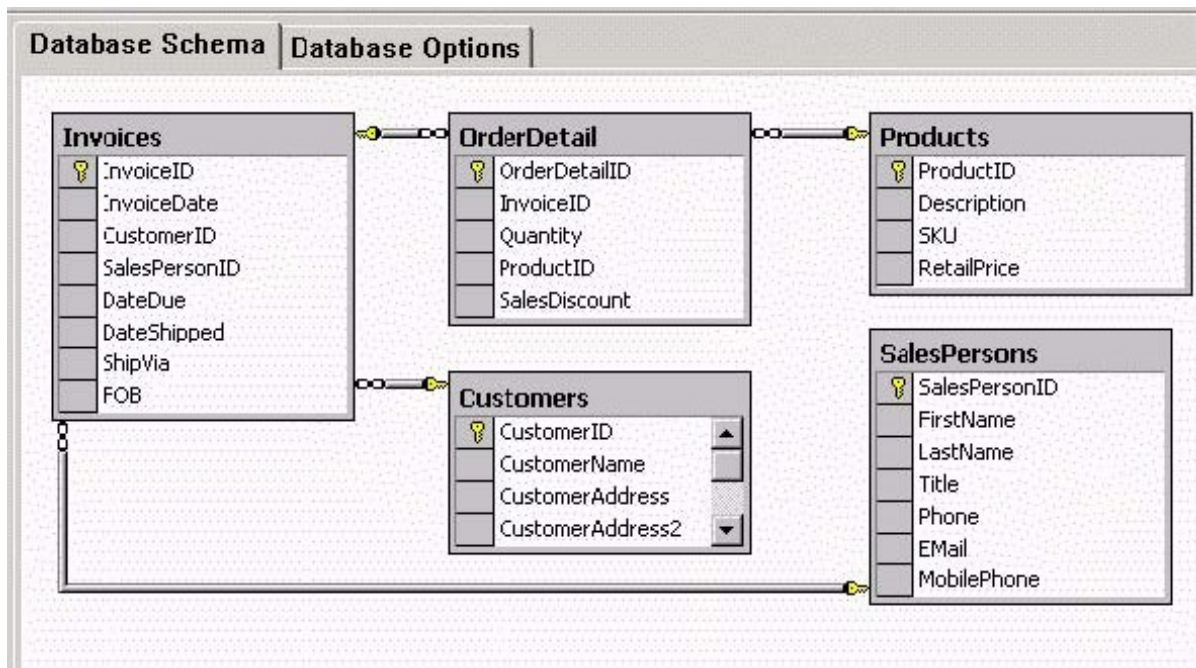 Database Schema
Database Options
Invoices
InvoiceID
InvoiceDate
CustomerID
SalesPersonID
DateDue
DateShipped
ShipVia
FOB
OrderDetail
OrderDetailID
InvoiceID
Quantity
ProductID
SalesDiscount
Products
ProductID
Description
SKU
RetailPrice
Customers
CustomerID
CustomerName
CustomerAddress
CustomerAddress2
SalesPersons
SalesPersonID
FirstName
LastName
Title
Phone
EMail
MobilePhone